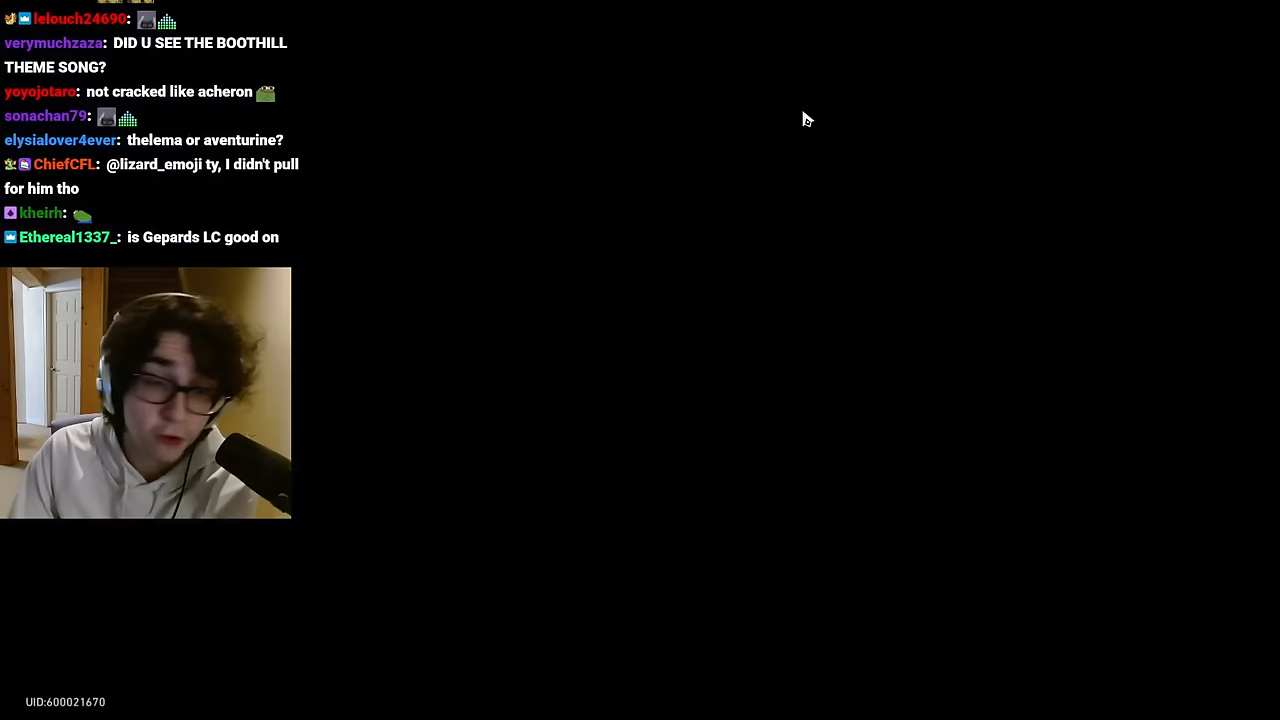 lelouch24690:
verymuchzaza: DID U SEE THE BOOTHILL
THEME SONG?
yoyojotaro: not cracked like acheron
sonachan79:
elysialover4ever: thelema or aventurine?
ChiefCFL: @lizard_emoji ty, I didn't pull
for him tho
kheirh:
Ethereal1337_: is Gepards LC good on
UID:600021670